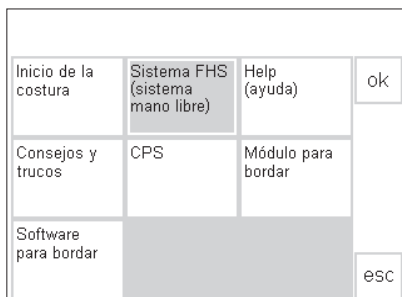 Inicio de la
costura
Sistema FHS
(sistema
mano libre)
Help
(ayuda)
ok
Consejos y
trucos
CPS
Módulo para
bordar
Software
para bordar
esc